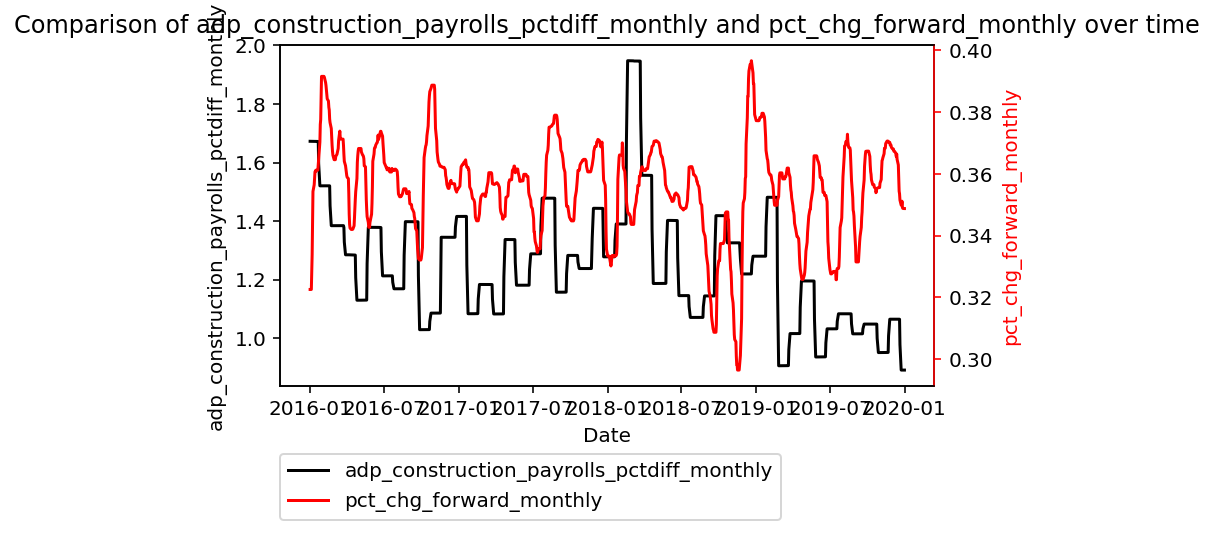 Comparison of adp_construction_payrolls_pctdiff_monthly and pct_chg_forward_monthly over time
adp_construction_payrolls_pctdiff_monthly
2.0
1.8
1.6
1.4
1.2
1.0
0.40
0.38
0.36
0.34
0.32
0.30
pct_chg_forward_monthly
2016-01 2016-07 2017-01 2017-07 2018-01 2018-07 2019-01 2019-07 2020-01
Date
adp_construction_payrolls_pctdiff_monthly
pct_chg_forward_monthly